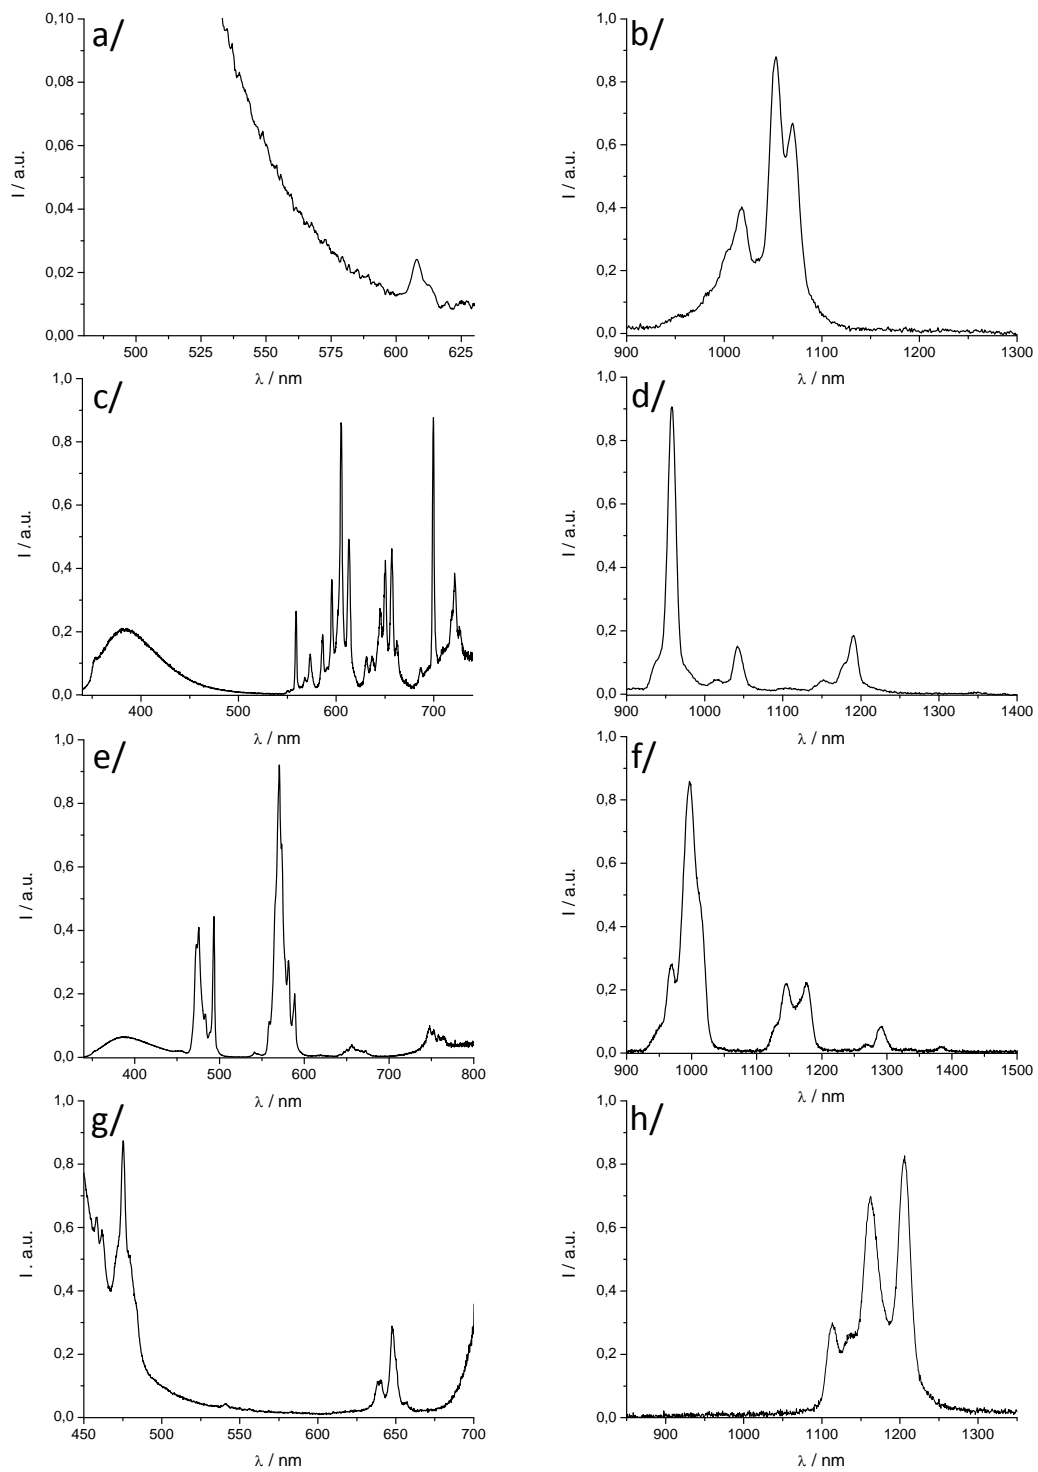 a/
0,10
0,08
0,06
0,04
0,02
0,00
I / a.u.
500 525 550 575 600 625
λ / nm
b/
1,0
0,8
0,6
0,4
0,2
0,0
I / a.u.
900 1000 1100 1200 1300
λ / nm
c/
1,0
0,8
0,6
0,4
0,2
0,0
I / a.u.
400 500 600 700
λ / nm
d/
1,0
0,8
0,6
0,4
0,2
0,0
I / a.u.
900 1000 1100 1200 1300 1400
λ / nm
e/
1,0
0,8
0,6
0,4
0,2
0,0
I / a.u.
400 500 600 700 800
λ / nm
f/
1,0
0,8
0,6
0,4
0,2
0,0
I / a.u.
900 1000 1100 1200 1300 1400 1500
λ / nm
g/
1,0
0,8
0,6
0,4
0,2
0,0
I . a.u.
450 500 550 600 650 700
λ / nm
h/
1,0
0,8
0,6
0,4
0,2
0,0
I / a.u.
900 1000 1100 1200 1300
λ / nm